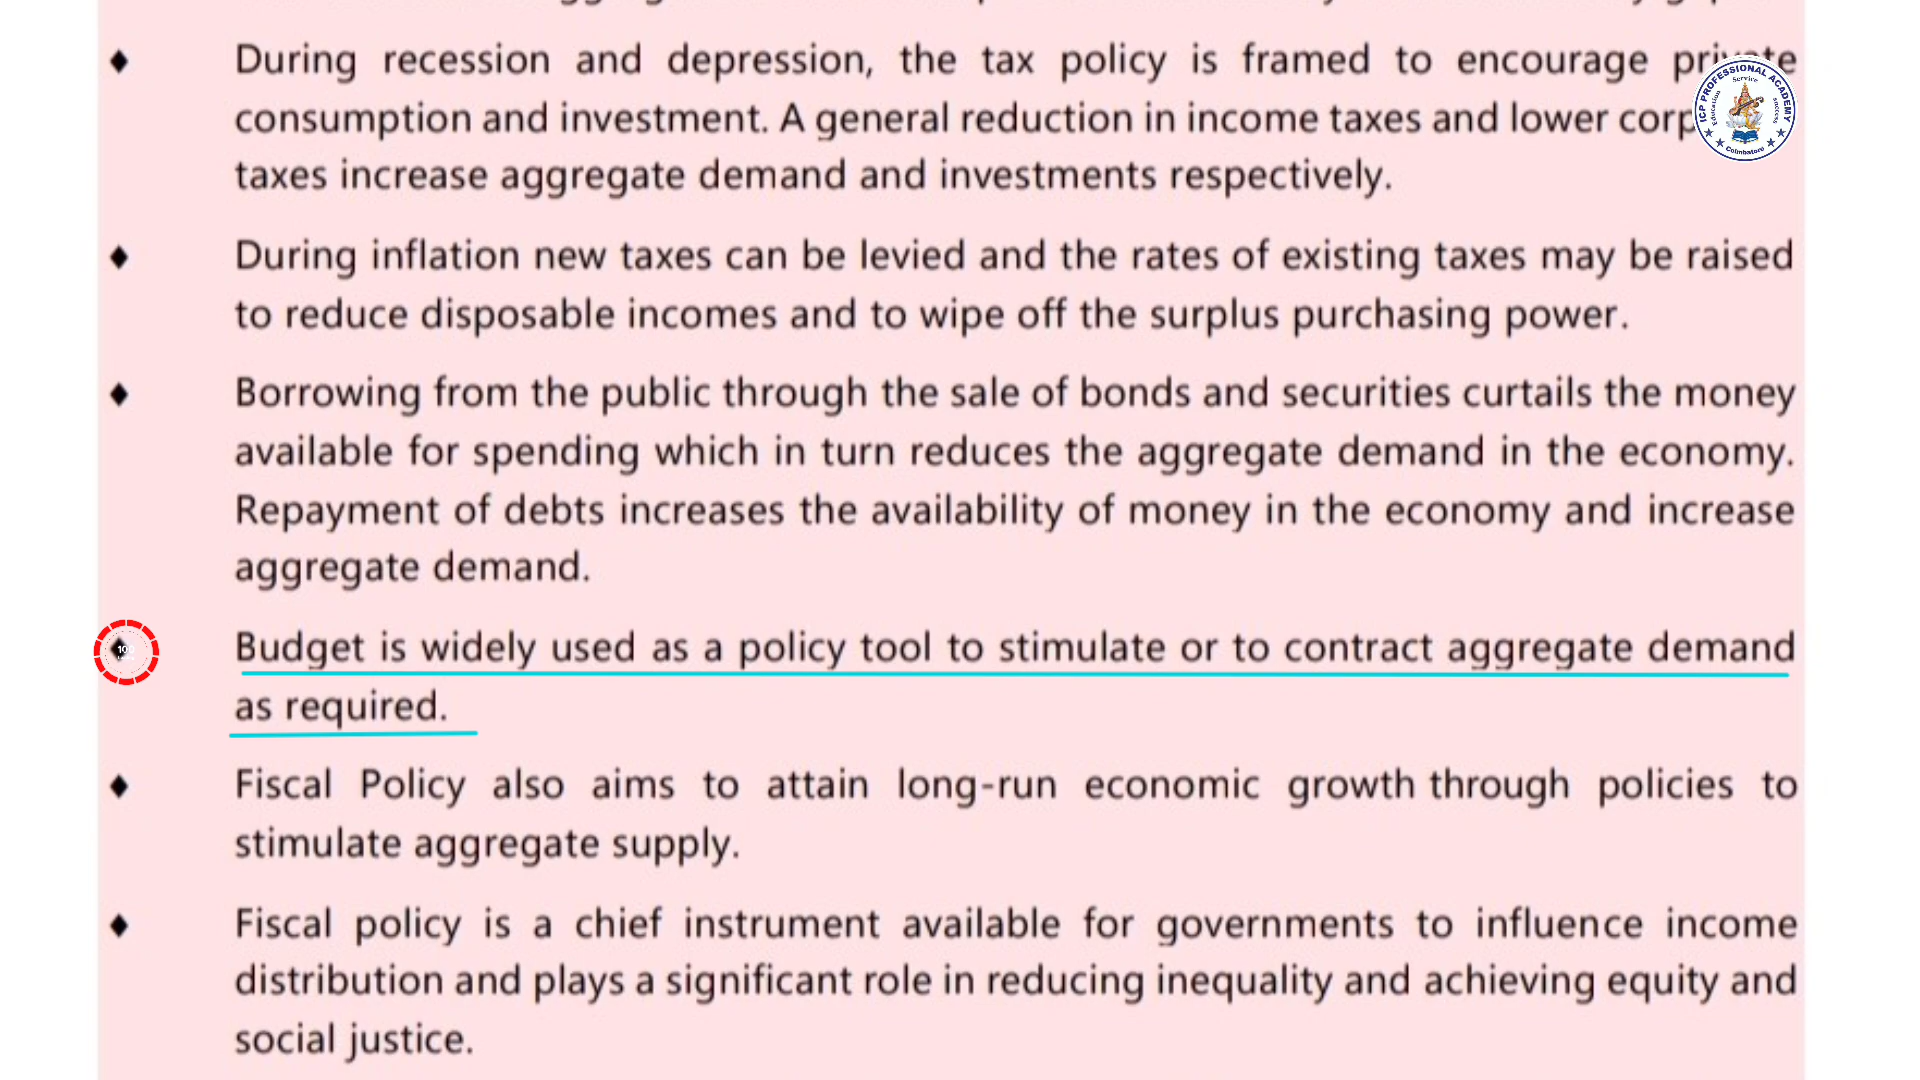 During recession and depression, the tax policy is framed to encourage private
consumption and investment. A general reduction in income taxes and lower
taxes increase aggregate demand and investments respectively.
During inflation new taxes can be levied and the rates of existing taxes may be raised
to reduce disposable incomes and to wipe off the surplus purchasing power.
Borrowing from the public through the sale of bonds and securities curtails the money
available for spending which in turn reduces the aggregate demand in the economy.
Repayment of debts increases the availability of money in the economy and increase
aggregate demand.
Budget is widely used as a policy tool to stimulate or to contract aggregate demand
as required.
Fiscal Policy also aims to attain long-run economic growth through policies to
stimulate aggregate supply.
Fiscal policy is a chief instrument available for governments to influence income
distribution and plays a significant role in reducing inequality and achieving equity and
social justice.
ICP PROFESSIONAL ACADEMY
Service
Education
Success
Coimbatore